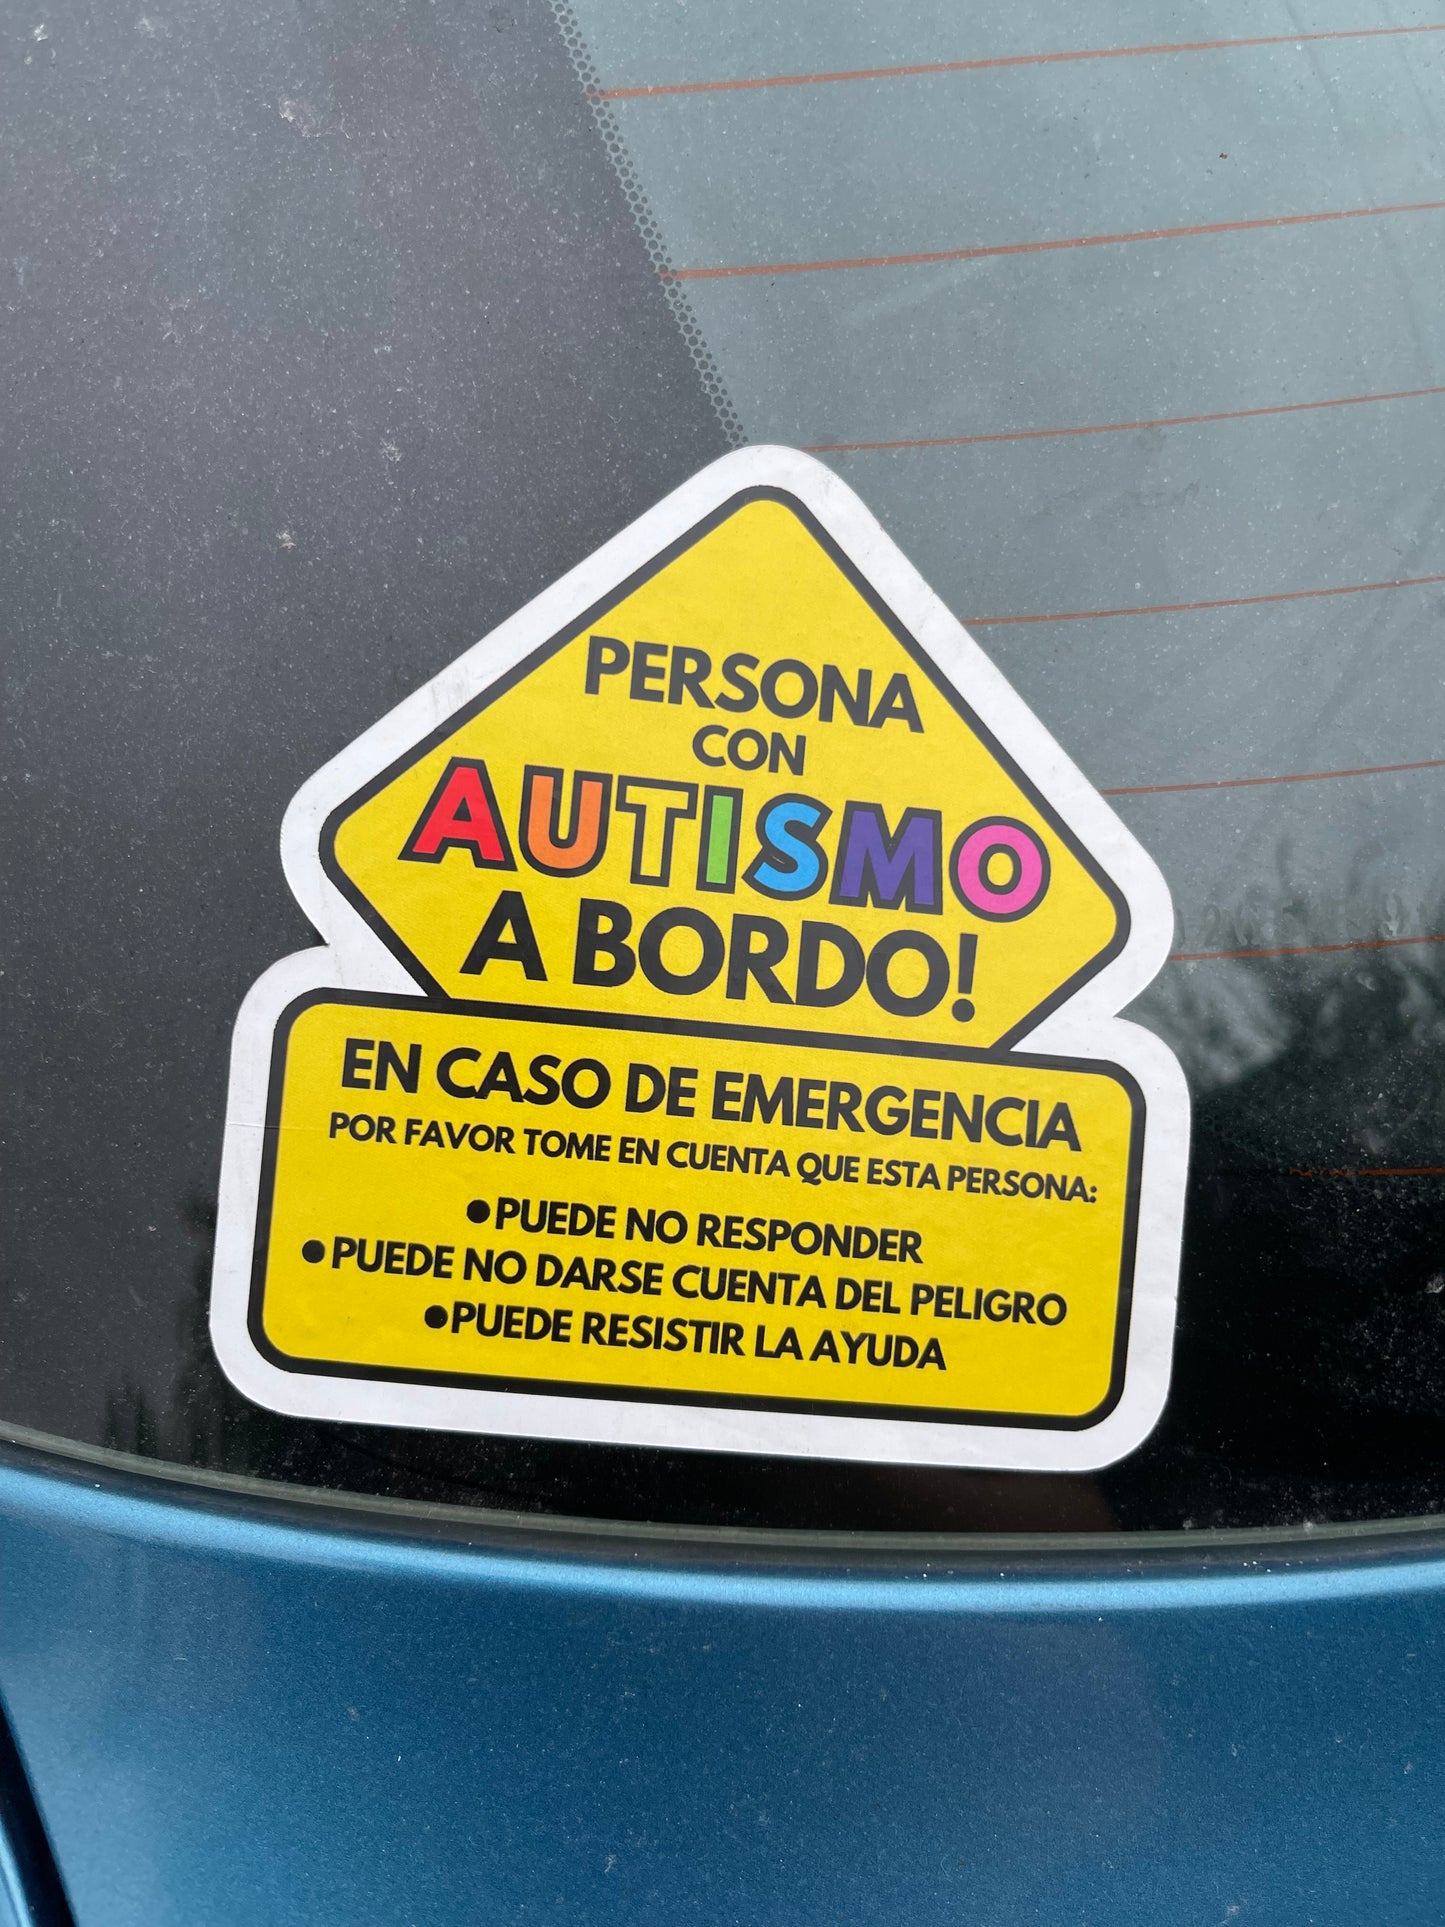 PERSONA
CON
AUTISMO
A BORDO!
EN CASO DE EMERGENCIA
POR FAVOR TOME EN CUENTA QUE ESTA PERSONA:
●PUEDE NO RESPONDER
●PUEDE NO DARSE CUENTA DEL PELIGRO
●PUEDE RESISTIR LA AYUDA